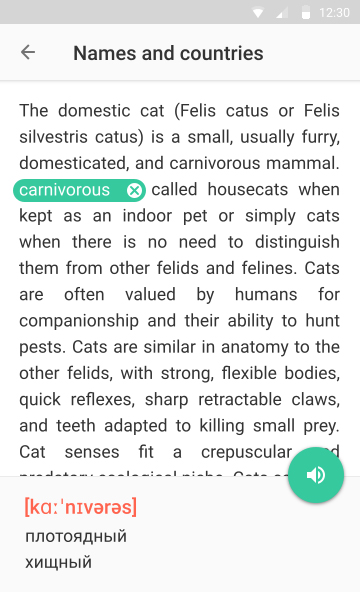 12:30
Names and countries
The domestic cat (Felis catus or Felis
silvestris catus) is a small, usually furry,
domesticated, and carnivorous mammal.
carnivorous called housecats when
kept as an indoor pet or simply cats
when there is no need to distinguish
them from other felids and felines. Cats
are often valued by humans for
companionship and their ability to hunt
pests. Cats are similar in anatomy to the
other felids, with strong, flexible bodies,
quick reflexes, sharp retractable claws,
and teeth adapted to killing small prey.
Cat senses fit a crepuscular
predatory ecological niche. Cats
[kɑːˈnɪvərəs]
плотоядный
хищный